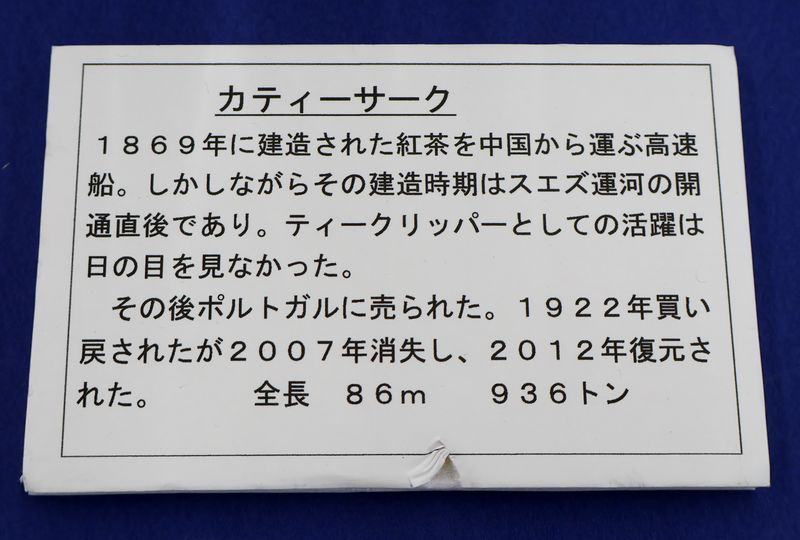 カティーサーク
1869年に建造された紅茶を中国から運ぶ高速
船。しかしながらその建造時期はスエズ運河の開
通直後であり。ティークリッパーとしての活躍は
日の目を見なかった。
その後ポルトガルに売られた。1922年買い
戻されたが2007年消失し、2012年復元さ
れた。 全長 86m 936トン